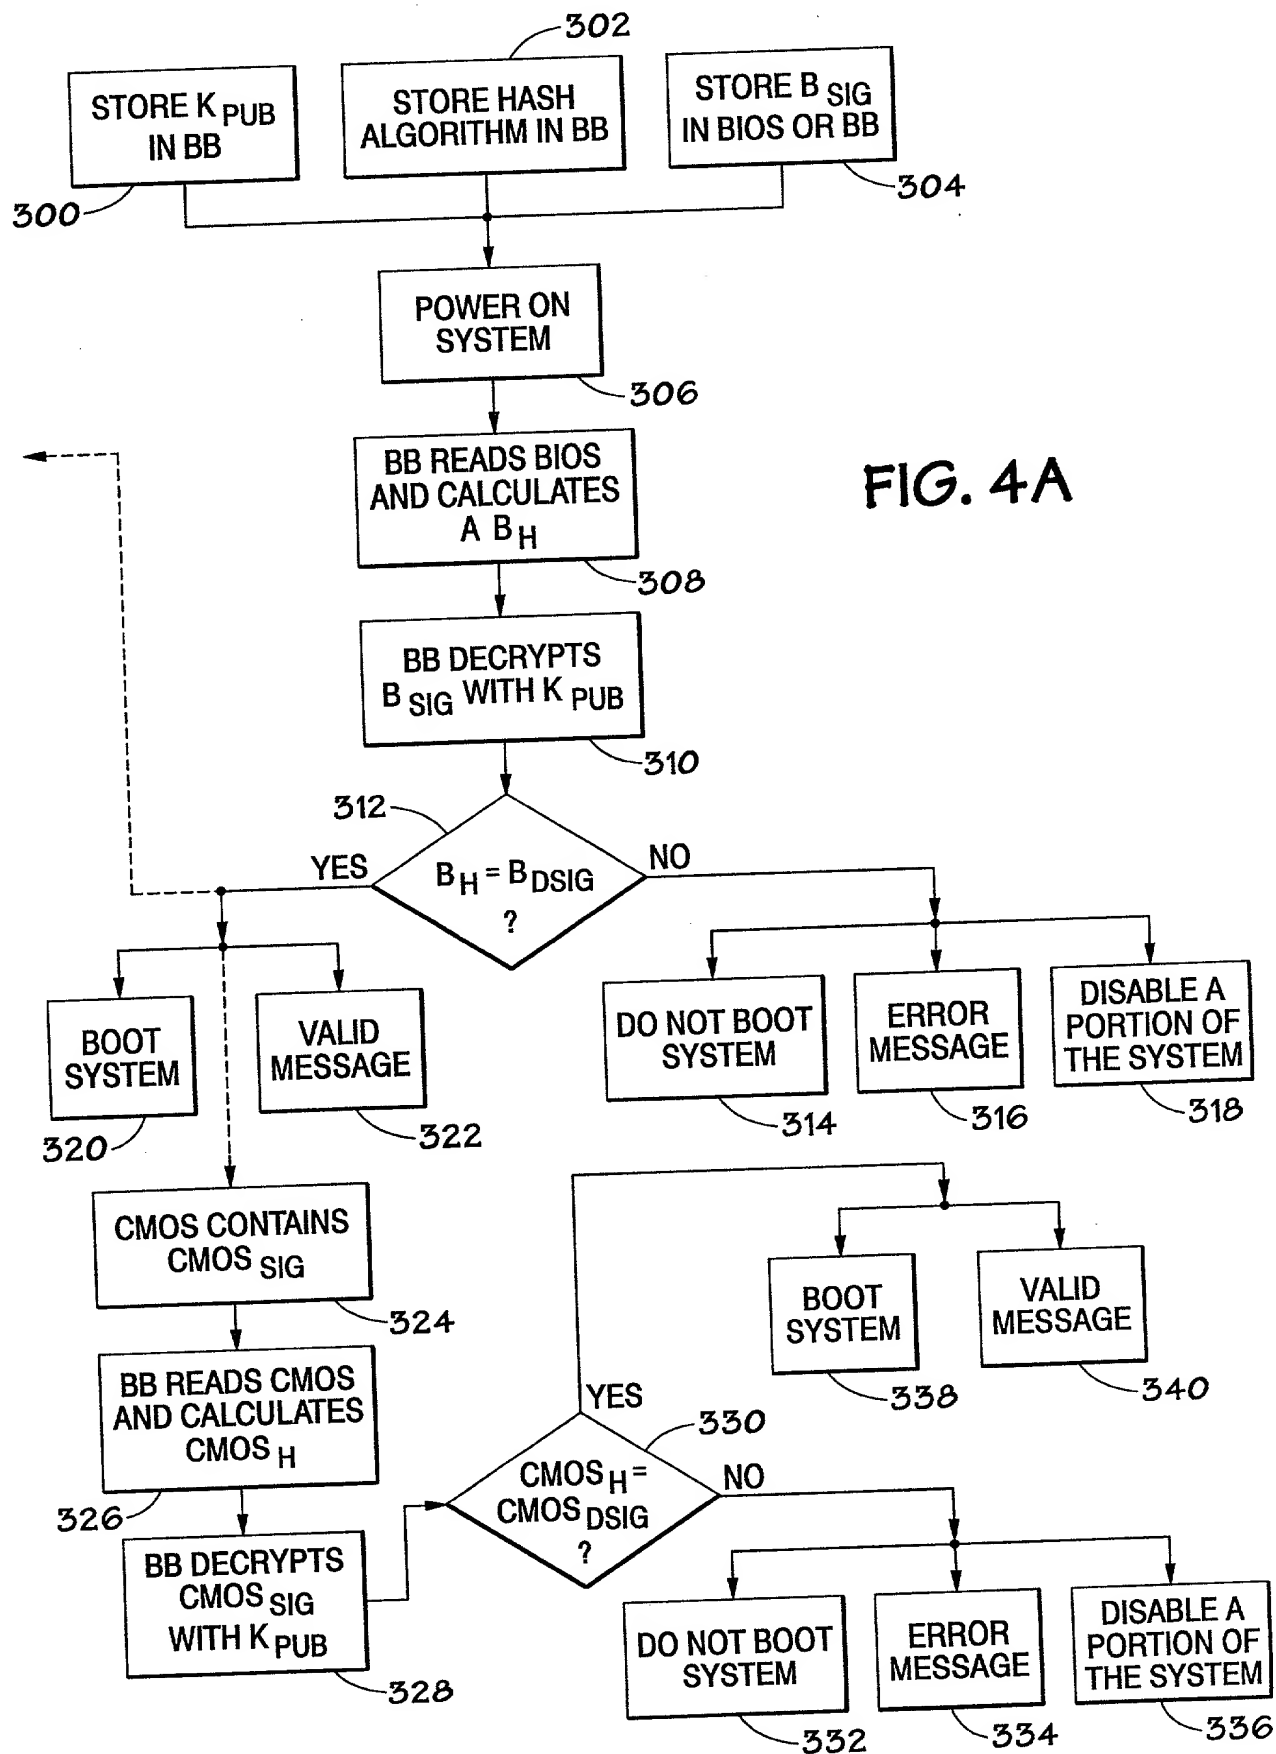 302
STORE K PUB
IN BB
STORE HASH
ALGORITHM IN BB
STORE B SIG
IN BIOS OR BB
300
304
POWER ON
SYSTEM
306
BB READS BIOS
AND CALCULATES
A B H
308
FIG. 4A
BB DECRYPTS
B SIG WITH K PUB
310
312
YES
B H = B DSIG
?
NO
BOOT
SYSTEM
320
VALID
MESSAGE
322
DO NOT BOOT
SYSTEM
314
ERROR
MESSAGE
316
DISABLE A
PORTION OF
THE SYSTEM
318
CMOS CONTAINS
CMOS SIG
324
BB READS CMOS
AND CALCULATES
CMOS H
326
BB DECRYPTS
CMOS SIG
WITH K PUB
328
BOOT
SYSTEM
338
VALID
MESSAGE
340
YES
330
CMOS H =
CMOS DSIG
?
NO
DO NOT BOOT
SYSTEM
332
ERROR
MESSAGE
334
DISABLE A
PORTION OF
THE SYSTEM
336